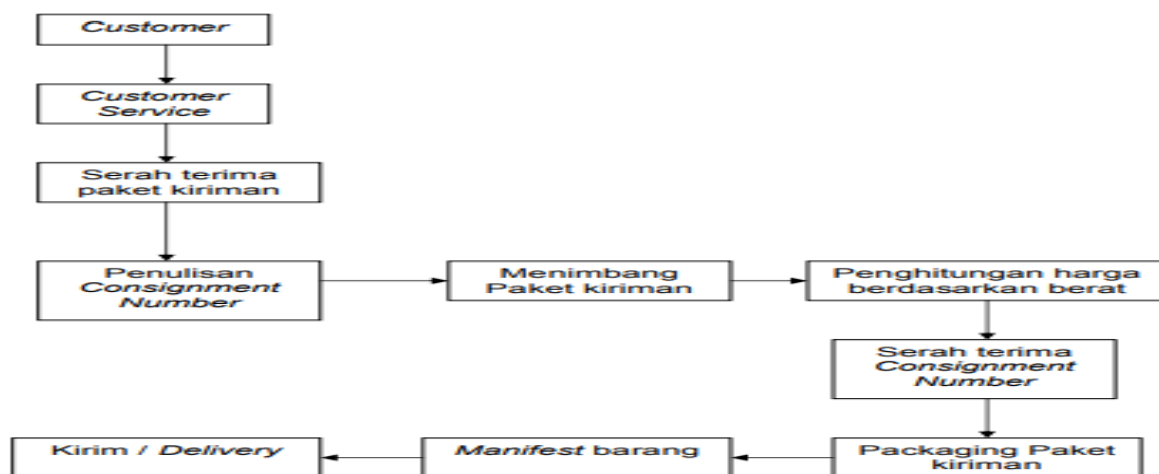 Customer
Customer
Service
Serah terima
paket kiriman
Penulisan
Consignment
Number
Menimbang
Paket kiriman
Penghitungan harga
berdasarkan berat
Serah terima
Consignment
Number
Packaging Paket
kiriman
Manifest barang
Kirim / Delivery